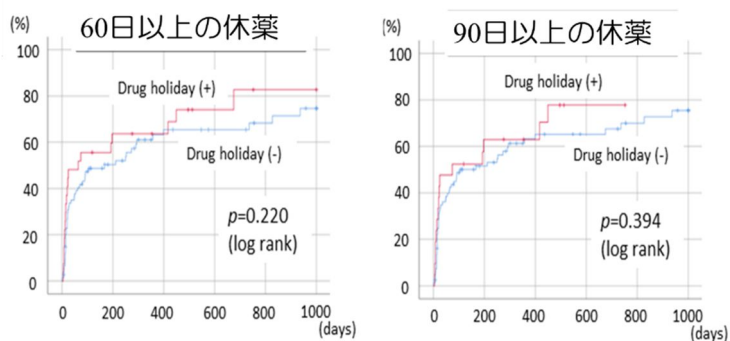 60日以上の休薬
(%)
100
80
60
40
20
0
Drug holiday (+)
Drug holiday (-)
p=0.220
(log rank)
0 200 400 600 800 1000
(days)
90日以上の休薬
(%)
100
80
60
40
20
0
Drug holiday (+)
Drug holiday (-)
p=0.394
(log rank)
0 200 400 600 800 1000
(days)